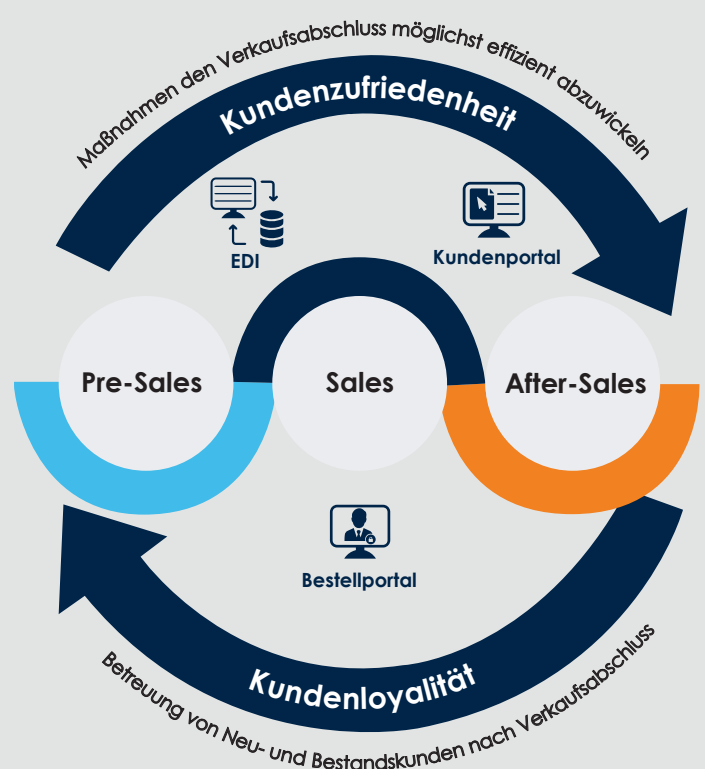 Maßnahmen den Verkaufsabschluss möglichst effizient abzuwickeln
Kundenzufriedenheit
EDI
Kundenportal
Pre-Sales
Sales
After-Sales
Bestellportal
Kundenloyalität
Betreuung von Neu- und Bestandskunden nach Verkaufsabschluss